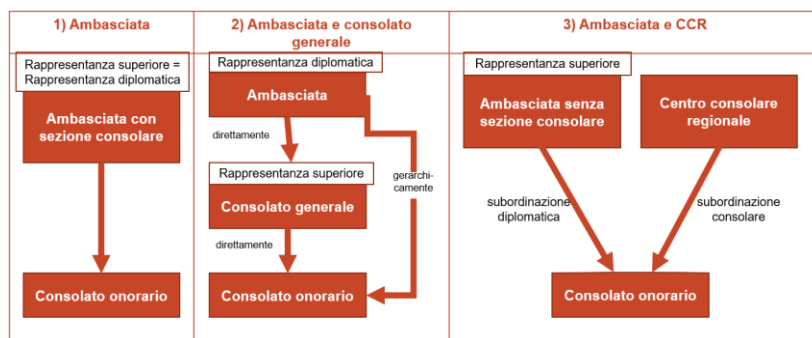 1) Ambasciata
Rappresentanza superiore =
Rappresentanza diplomatica
Ambasciata con
sezione consolare
Consolato onorario
2) Ambasciata e consolato
generale
Rappresentanza diplomatica
Ambasciata
direttamente
gerarchi-
camente
Rappresentanza superiore
Consolato generale
direttamente
Consolato onorario
3) Ambasciata e CCR
Rappresentanza superiore
Ambasciata senza
sezione consolare
Centro consolare
regionale
subordinazione
diplomatica
subordinazione
consolare
Consolato onorario